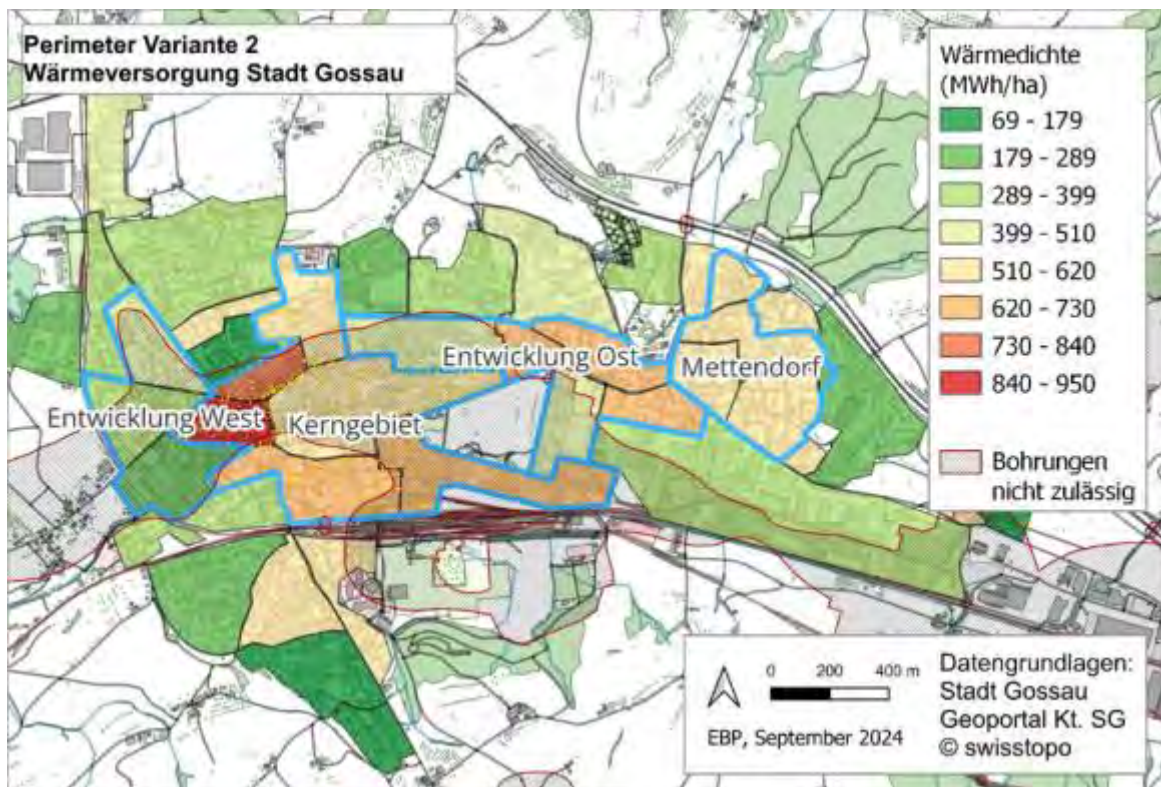 Perimeter Variante 2
Wärmeversorgung Stadt Gossau
Wärmedichte
(MWh/ha)
69 - 179
179 - 289
289 - 399
399 - 510
510 - 620
620 - 730
730 - 840
840 - 950
Bohrungen
nicht zulässig
Entwicklung Ost
Mettendorf
Entwicklung West
Kerngebiet
0 200 400 m
EBP, September 2024
Datengrundlagen:
Stadt Gossau
Geoportal Kt. SG
© swisstopo